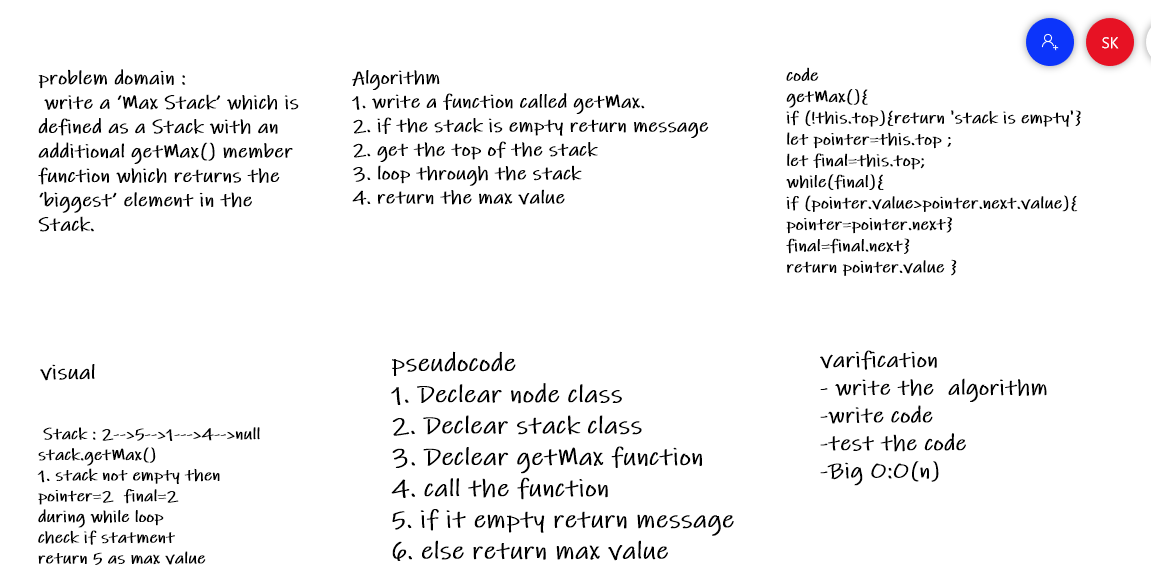 SK
problem domain :
write a 'Max Stack' which is
defined as a Stack with an
additional getMax() member
function which returns the
'biggest' element in the
Stack.
Algorithm
1. write a function called getMax.
2. if the stack is empty return message
2. get the top of the stack
3. loop through the stack
4. return the max value
code
getMax(){
if (!this.top){return 'stack is empty'}
let pointer=this.top ;
let final=this.top;
while(final){
if (pointer.value>pointer.next.value){
pointer=pointer.next}
final=final.next}
return pointer.value }
visual
Stack : 2-->5-->1--->4-->null
stack.getMax()
1. stack not empty then
pointer=2 final=2
during while loop
check if statment
return 5 as max value
pseudocode
1. Declear node class
2. Declear stack class
3. Declear getMax function
4. call the function
5. if it empty return message
6. else return max value
varification
- write the algorithm
-write code
-test the code
-Big O:O(n)